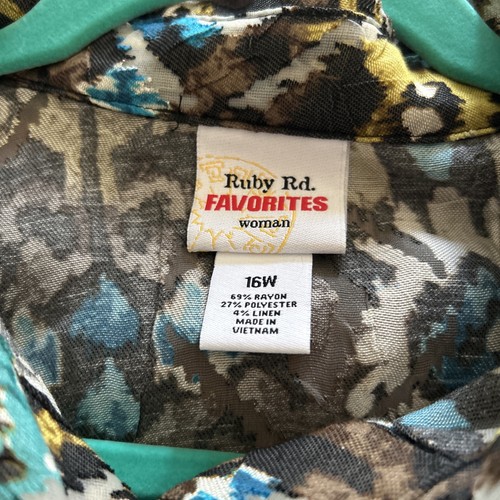 Ruby Rd.
FAVORITES
woman
16W
69% RAYON
27% POLYESTER
4% LINEN
MADE IN
VIETNAM